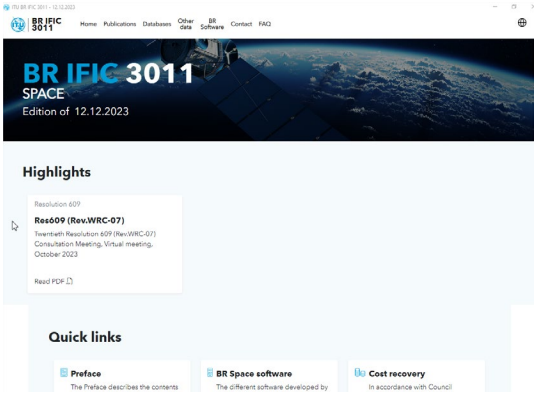 ITU BR IFIC 3011 - 12.12.2023
BR IFIC
3011
Home Publications Databases Other data BR Software Contact FAQ
BR IFIC 3011
SPACE
Edition of 12.12.2023
Highlights
Resolution 609
Res609 (Rev.WRC-07)
Twentieth Resolution 609 (Rev.WRC-07)
Consultation Meeting, Virtual meeting,
October 2023
Read PDF
Quick links
Preface
The Preface describes the contents
BR Space software
The different software developed by
Cost recovery
In accordance with Council